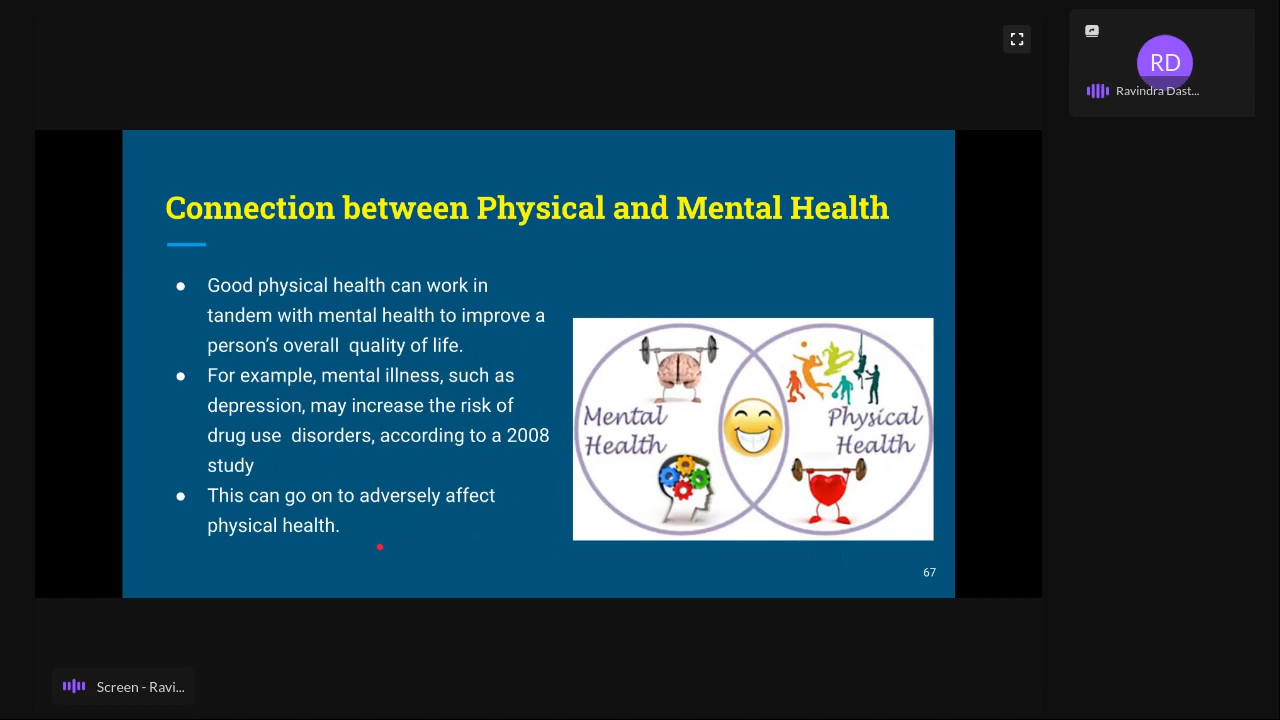 RD
Ravindra Dast...
Connection between Physical and Mental Health
● Good physical health can work in
tandem with mental health to improve a
person's overall quality of life.
● For example, mental illness, such as
depression, may increase the risk of
drug use disorders, according to a 2008
study
● This can go on to adversely affect
physical health.
Mental
Health
Physical
Health
67
Screen - Ravi...